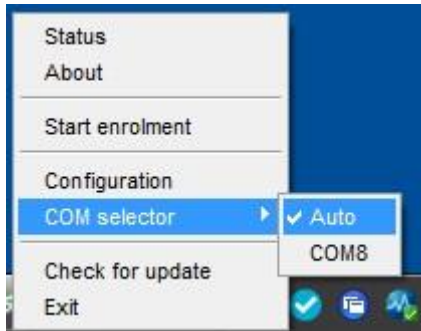 Status
About
Start enrolment
Configuration
COM selector
Auto
COM8
Check for update
Exit